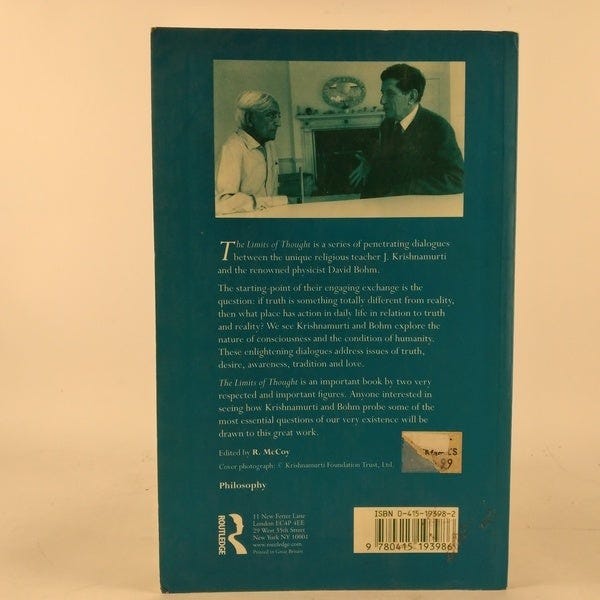 The Limits of Thought is a series of penetrating dialogues
between the unique religious teacher J. Krishnamurti
and the renowned physicist David Bohm.
The starting-point of their engaging exchange is the
question: if truth is something totally different from reality,
then what place has action in daily life in relation to truth
and reality? We see Krishnamurti and Bohm explore the
nature of consciousness and the condition of humanity.
These enlightening dialogues address issues of truth,
desire, awareness, tradition and love.
The Limits of Thought is an important book by two very
respected and important figures. Anyone interested in
seeing how Krishnamurti and Bohm probe some of the
most essential questions of our very existence will be
drawn to this great work.
Edited by R. McCoy
Cover photograph: © Krishnamurti Foundation Trust, Ltd.
Philosophy
99
ROUTLEDGE
11 New Fetter Lane
London EC4P 4EE
29 West 35th Street
New York NY 10001
www.routledge.com
Printed in Great Britain
ISBN 0-415-19398-2
9 780415 193986